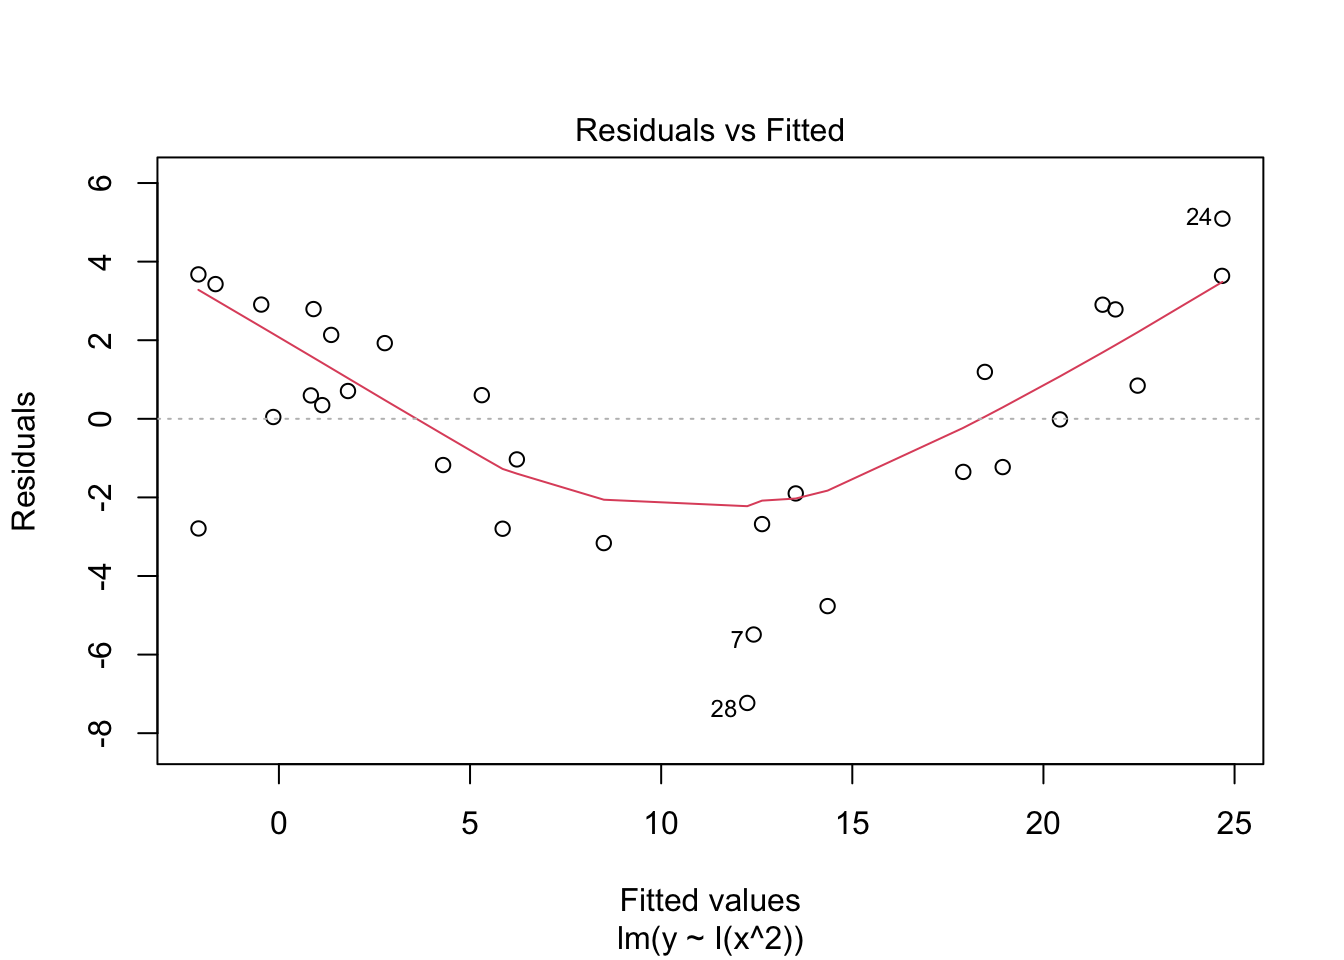 Residuals vs Fitted
6
4
2
0
-2
-4
-6
-8
Residuals
24
7
28
0 5 10 15 20 25
Fitted values
lm(y ~ I(x^2))